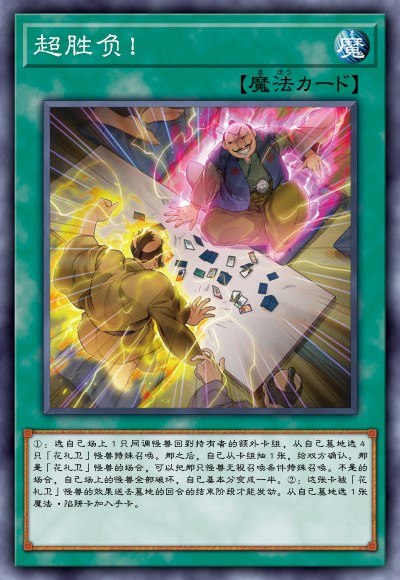 超胜负！
魔
【魔法カード】
ま ほう
①：选自己场上1只同调怪兽回到持有者的额外卡组，从自己墓地选4
只「花札卫」怪兽特殊召唤。那之后，自己从卡组抽1张，给双方确认。那
是「花札卫」怪兽的场合，可以把那只怪兽无视召唤条件特殊召唤。不是的
场合，自己场上的怪兽全部破坏，自己基本分变成一半。②：这张卡被「花
札卫」怪兽的效果送去墓地的回合的结束阶段才能发动。从自己墓地选1张
魔法·陷阱卡加入手卡。